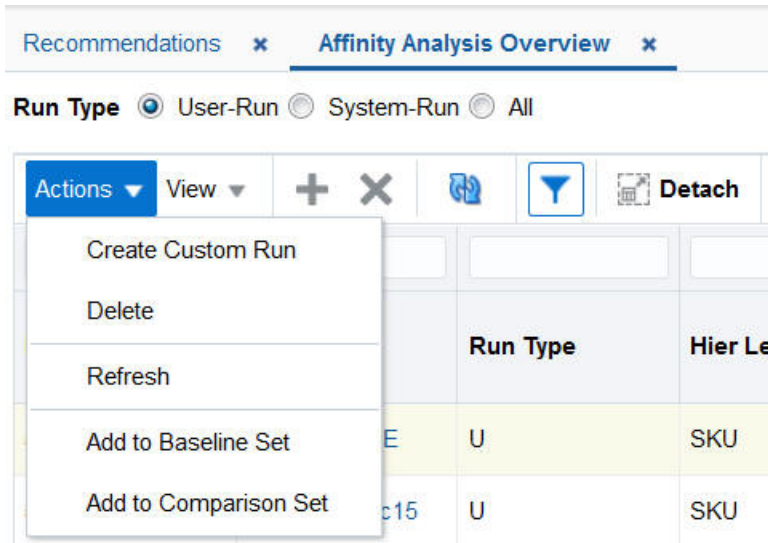 Recommendations Affinity Analysis Overview
Run Type User-Run System-Run All
Actions View Detach
Create Custom Run
Delete
Run Type Hier Le
Refresh
Add to Baseline Set E U SKU
Add to Comparison Set c15 U SKU